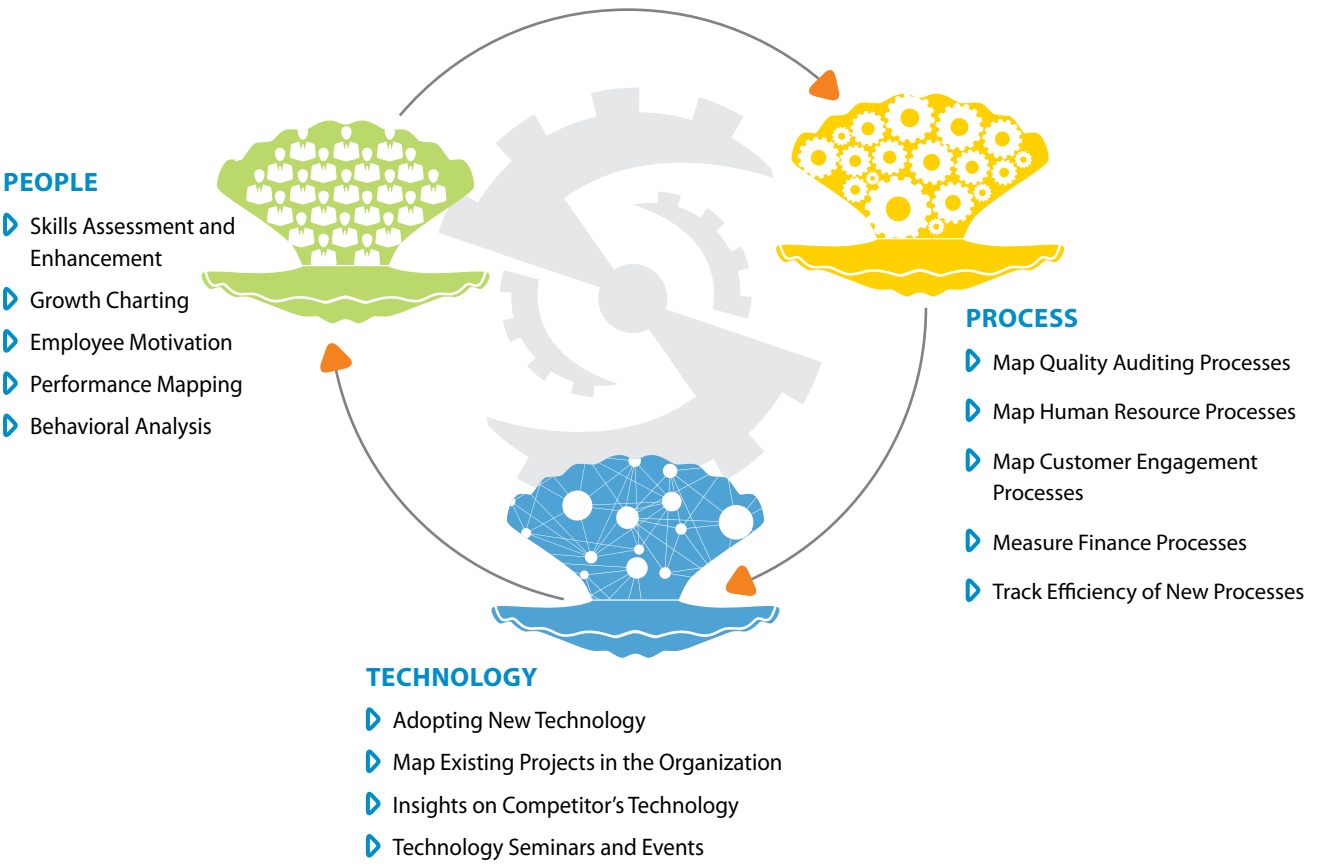 PEOPLE
Skills Assessment and
Enhancement
Growth Charting
Employee Motivation
Performance Mapping
Behavioral Analysis
PROCESS
Map Quality Auditing Processes
Map Human Resource Processes
Map Customer Engagement
Processes
Measure Finance Processes
Track Efficiency of New Processes
TECHNOLOGY
Adopting New Technology
Map Existing Projects in the Organization
Insights on Competitor’s Technology
Technology Seminars and Events